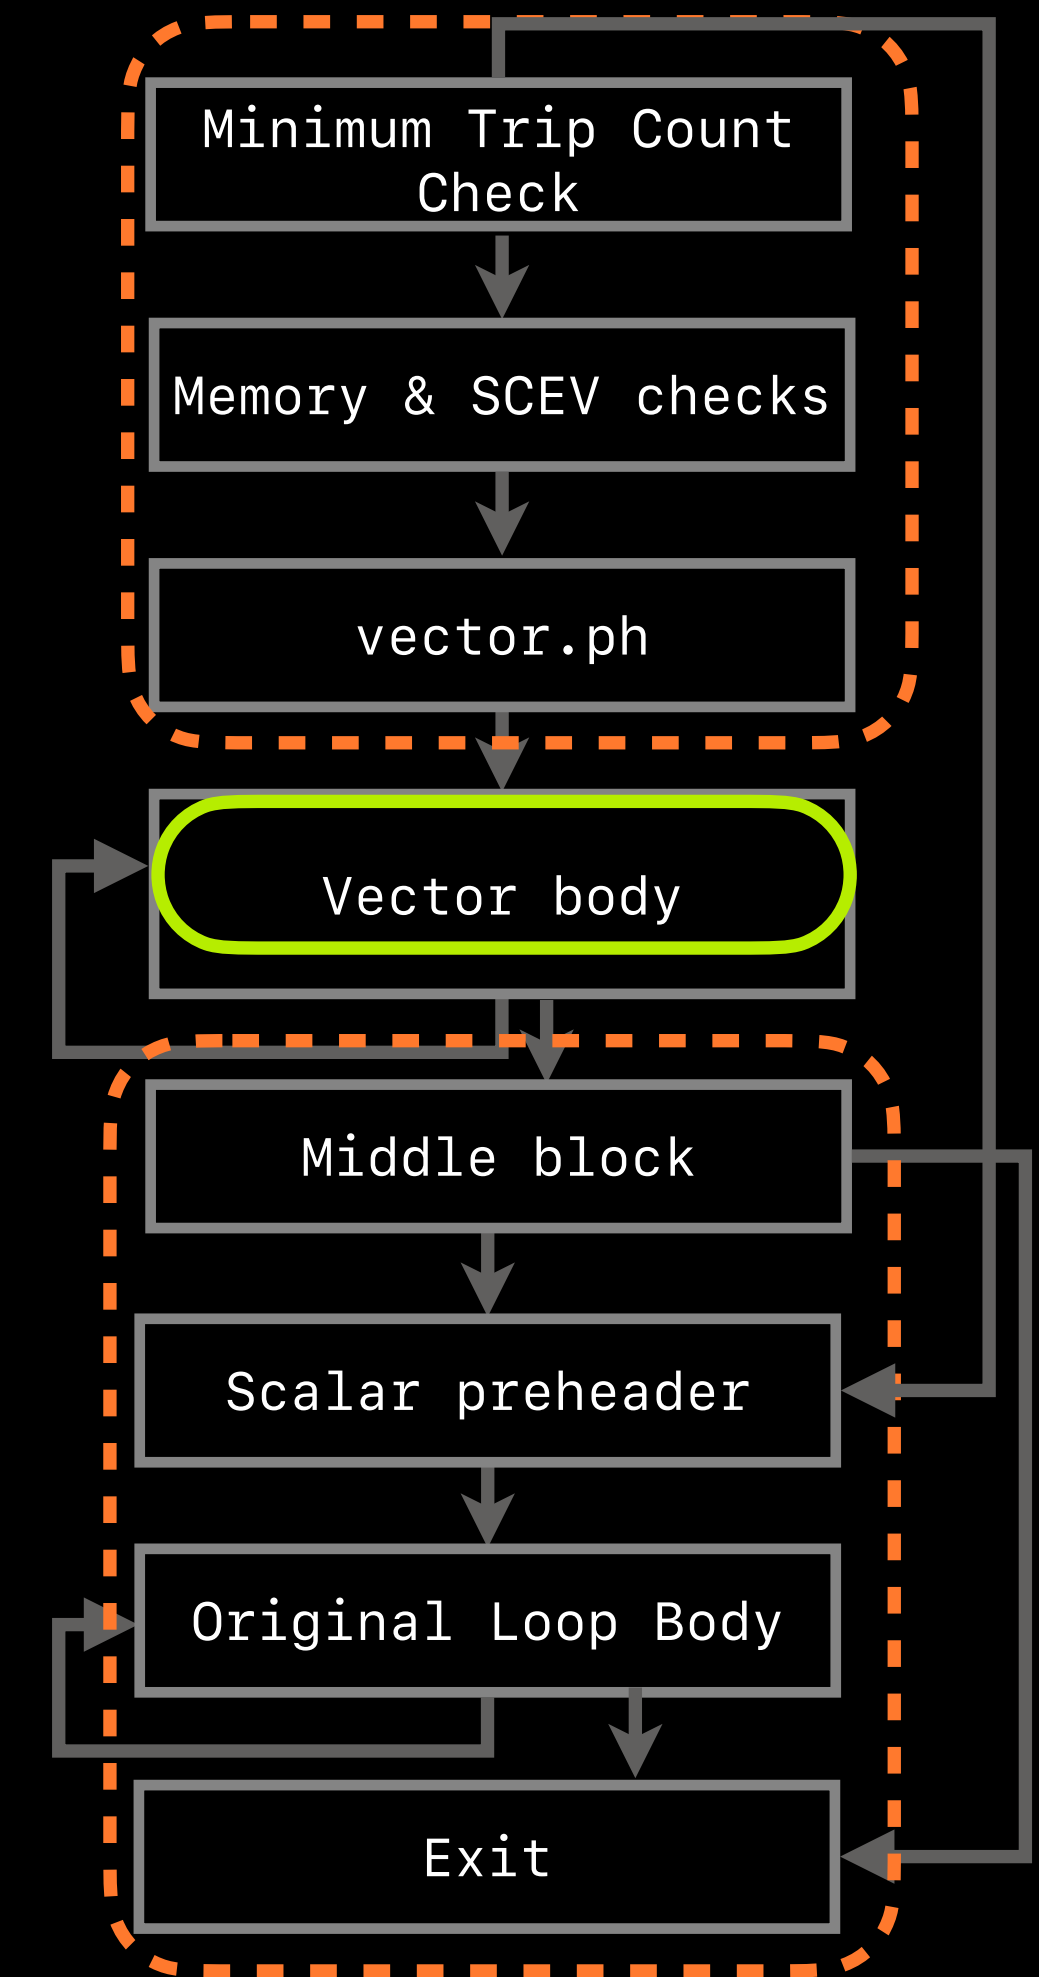 Minimum Trip Count
Check
Memory & SCEV checks
vector.ph
Vector body
Middle block
Scalar preheader
Original Loop Body
Exit